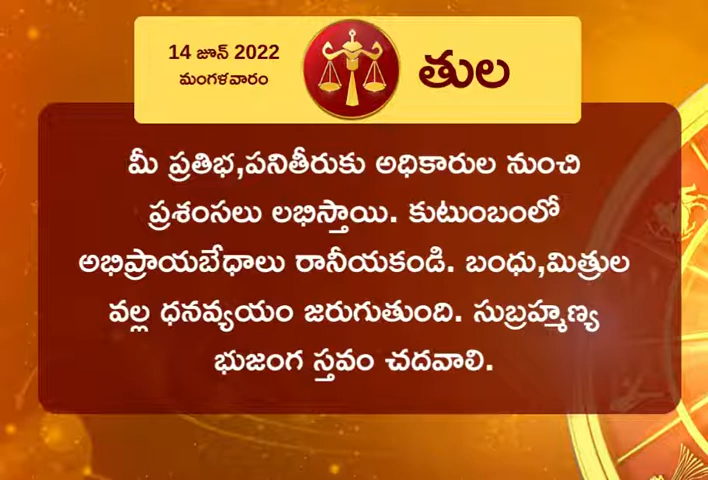 14 జూన్ 2022
మంగళవారం
తుల
మీ ప్రతిభ,పనితీరుకు అధికారుల నుంచి
ప్రశంసలు లభిస్తాయి. కుటుంబంలో
అభిప్రాయబేధాలు రానీయకండి. బంధు,మిత్రుల
వల్ల ధనవ్యయం జరుగుతుంది. సుబ్రహ్మణ్య
భుజంగ స్తవం చదవాలి.